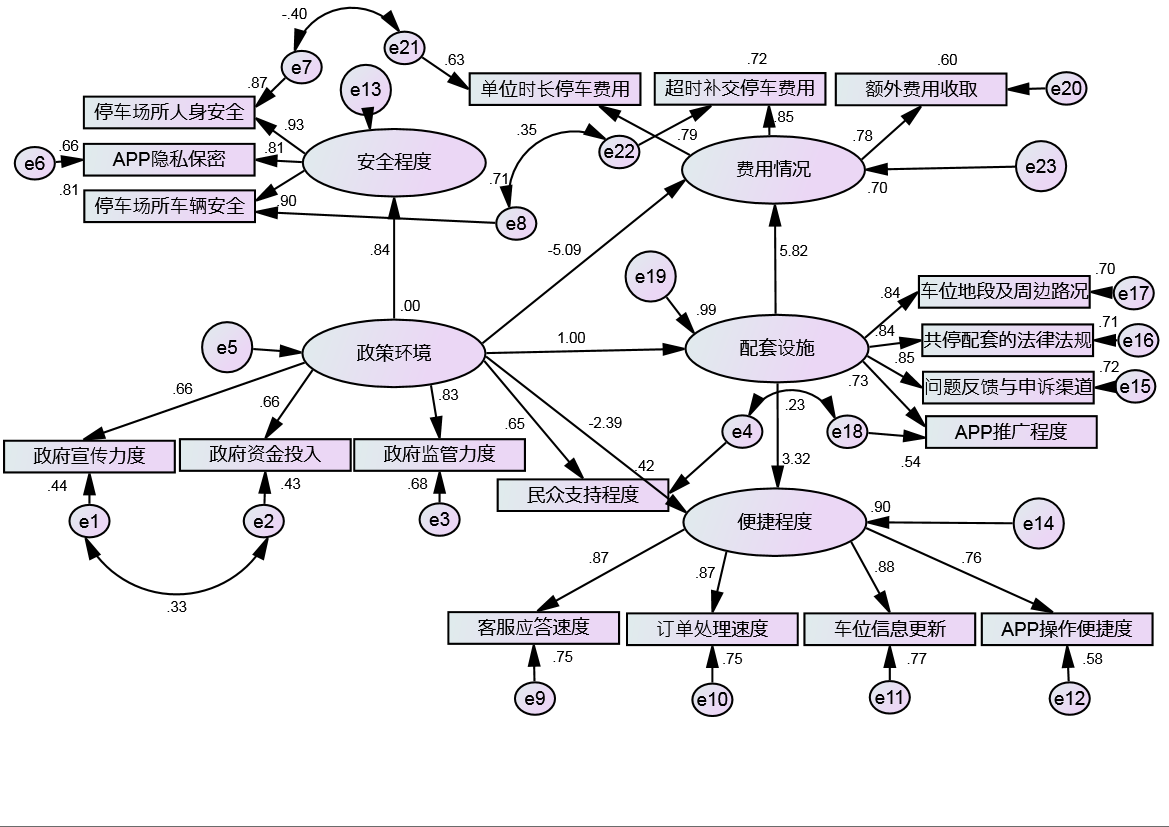 -.40
e7
e21
.63
.72
.60
.87
e13
单位时长停车费用
超时补交停车费用
额外费用收取
e20
停车场所人身安全
.93
.35
.85
.79
.78
.66
e6
APP隐私保密
.81
安全程度
e22
费用情况
e23
.71
.70
.81
停车场所车辆安全
.90
e8
.84
-5.09
5.82
e19
.70
车位地段及周边路况
e17
.84
.00
.99
e5
政策环境
1.00
配套设施
.84
共停配套的法律法规
.71
e16
.85
问题反馈与申诉渠道
.72
e15
.66
.66
.83
.65
-2.39
.73
.23
e4
e18
APP推广程度
.54
政府宣传力度
政府资金投入
政府监管力度
.42
3.32
.44
.43
.68
民众支持程度
e1
e2
e3
便捷程度
.90
e14
.33
.87
.87
.88
.76
客服应答速度
订单处理速度
车位信息更新
APP操作便捷度
.75
.75
.77
.58
e9
e10
e11
e12